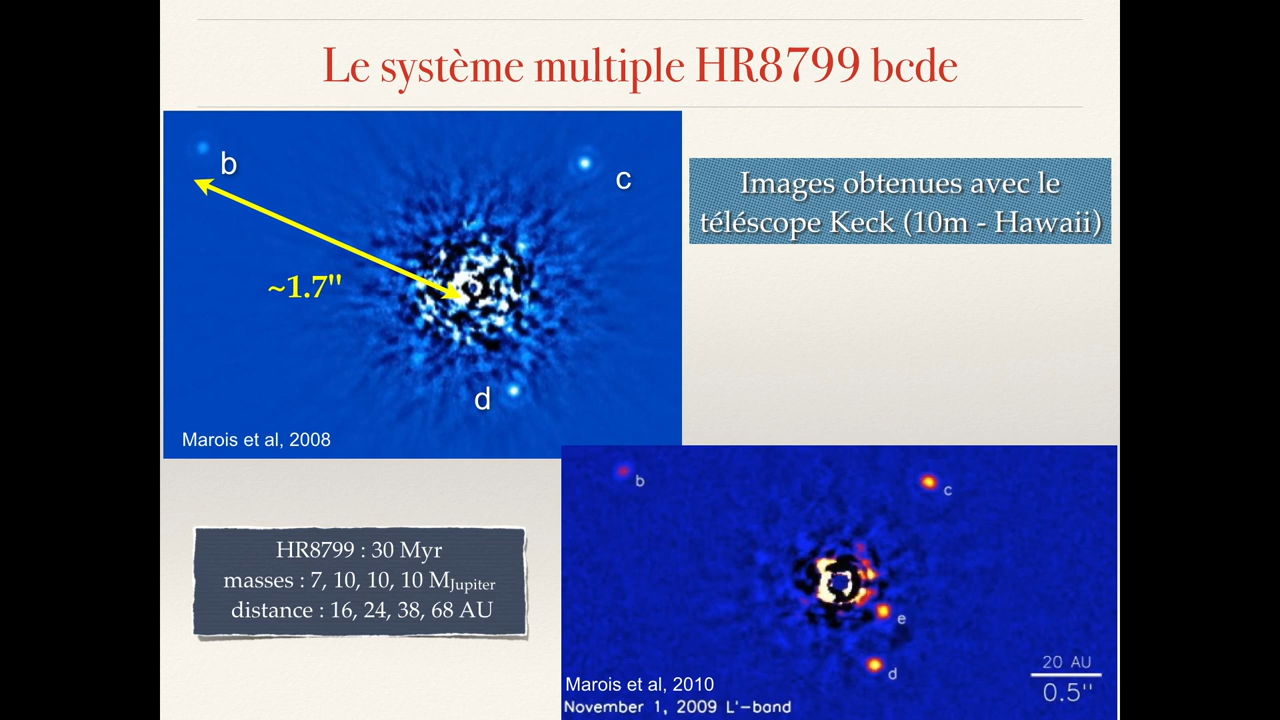 Le système multiple HR8799 bcde
b
c
~1.7"
d
Marois et al, 2008
Images obtenues avec le
téléscope Keck (10m - Hawaii)
HR8799 : 30 Myr
masses : 7, 10, 10, 10 MJupiter
distance : 16, 24, 38, 68 AU
b
c
e
d
20 AU
0.5"
Marois et al, 2010
November 1, 2009 L'-band